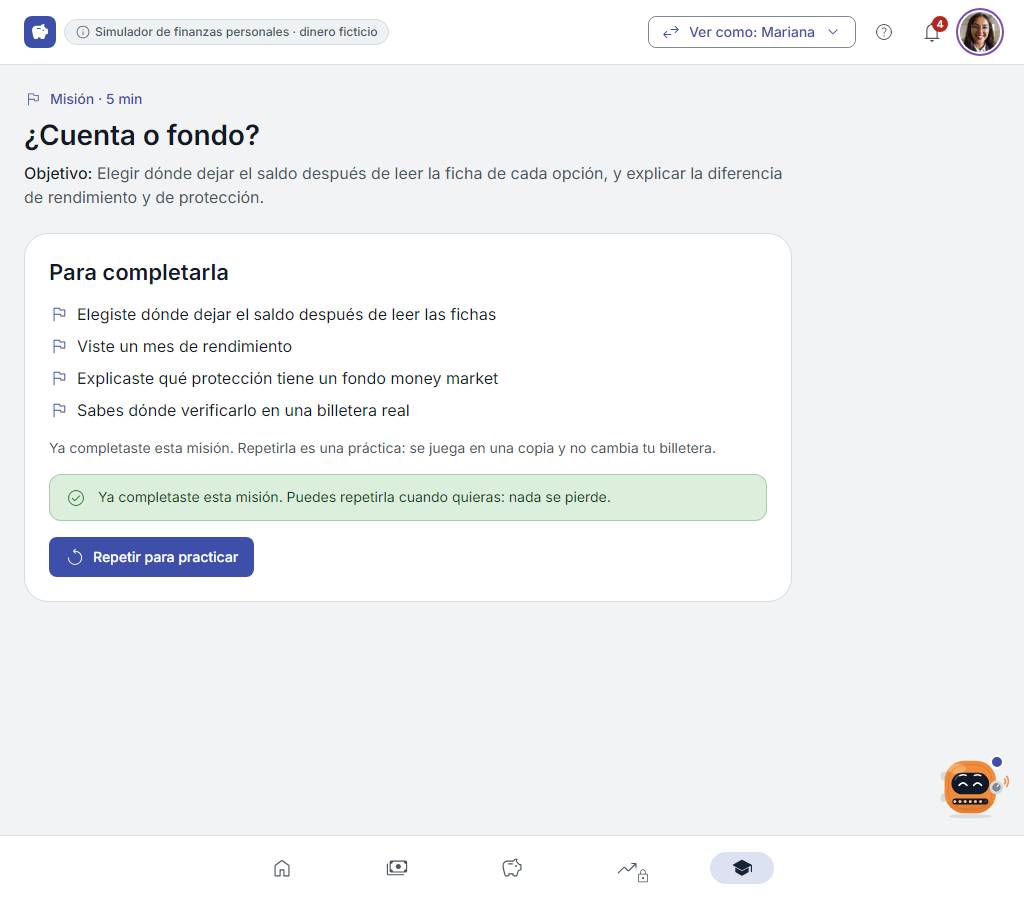 Simulador de finanzas personales · dinero ficticio
Ver como: Mariana
4
Misión · 5 min
¿Cuenta o fondo?
Objetivo: Elegir dónde dejar el saldo después de leer la ficha de cada opción, y explicar la diferencia
de rendimiento y de protección.
Para completarla
Elegiste dónde dejar el saldo después de leer las fichas
Viste un mes de rendimiento
Explicaste qué protección tiene un fondo money market
Sabes dónde verificarlo en una billetera real
Ya completaste esta misión. Repetirla es una práctica: se juega en una copia y no cambia tu billetera.
Ya completaste esta misión. Puedes repetirla cuando quieras: nada se pierde.
Repetir para practicar